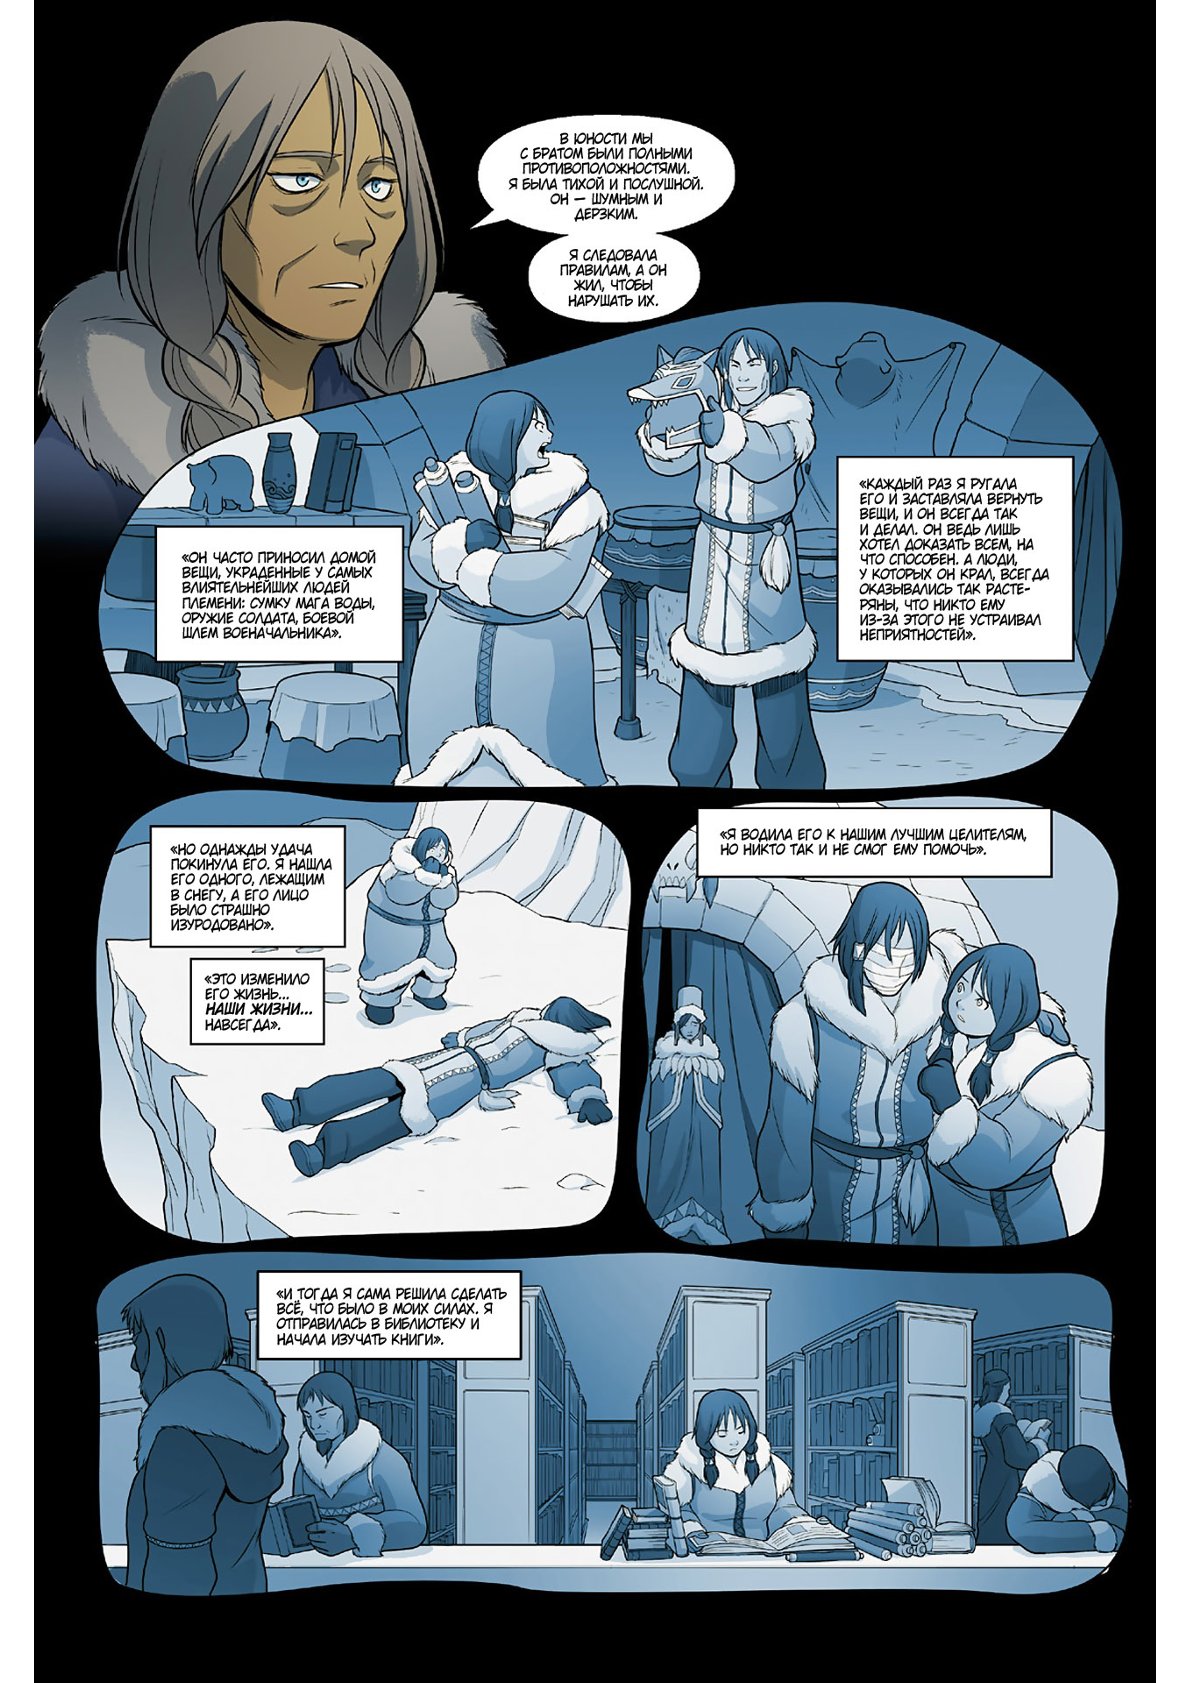 В ЮНОСТИ МЫ
С БРАТОМ БЫЛИ ПОЛНЫМИ
ПРОТИВОПОЛОЖНОСТЯМИ.
Я БЫЛА ТИХОЙ И ПОСЛУШНОЙ.
ОН — ШУМНЫМ И
ДЕРЗКИМ.
Я СЛЕДОВАЛА
ПРАВИЛАМ, А ОН
ЖИЛ, ЧТОБЫ
НАРУШАТЬ ИХ.
«ОН ЧАСТО ПРИНОСИЛ ДОМОЙ
ВЕЩИ, УКРАДЕННЫЕ У САМЫХ
ВЛИЯТЕЛЬНЕЙШИХ ЛЮДЕЙ
ПЛЕМЕНИ: СУМКУ МАГА ВОДЫ,
ОРУЖИЕ СОЛДАТА, БОЕВОЙ
ШЛЕМ ВОЕНАЧАЛЬНИКА».
«КАЖДЫЙ РАЗ Я РУГАЛА
ЕГО И ЗАСТАВЛЯЛА ВЕРНУТЬ
ВЕЩИ, И ОН ВСЕГДА ТАК
И ДЕЛАЛ. ОН ВЕДЬ ЛИШЬ
ХОТЕЛ ДОКАЗАТЬ ВСЕМ, НА
ЧТО СПОСОБЕН. А ЛЮДИ,
У КОТОРЫХ ОН КРАЛ, ВСЕГДА
ОКАЗЫВАЛИСЬ ТАК РАСТЕ-
РЯНЫ, ЧТО НИКТО ЕМУ
ИЗ-ЗА ЭТОГО НЕ УСТРАИВАЛ
НЕПРИЯТНОСТЕЙ».
«НО ОДНАЖДЫ УДАЧА
ПОКИНУЛА ЕГО. Я НАШЛА
ЕГО ОДНОГО, ЛЕЖАЩИМ
В СНЕГУ, А ЕГО ЛИЦО
БЫЛО СТРАШНО
ИЗУРОДОВАНО».
«ЭТО ИЗМЕНИЛО
ЕГО ЖИЗНЬ...
НАШИ ЖИЗНИ...
НАВСЕГДА».
«Я ВОДИЛА ЕГО К НАШИМ ЛУЧШИМ ЦЕЛИТЕЛЯМ,
НО НИКТО ТАК И НЕ СМОГ ЕМУ ПОМОЧЬ».
«И ТОГДА Я САМА РЕШИЛА СДЕЛАТЬ
ВСЁ, ЧТО БЫЛО В МОИХ СИЛАХ. Я
ОТПРАВИЛАСЬ В БИБЛИОТЕКУ И
НАЧАЛА ИЗУЧАТЬ КНИГИ».